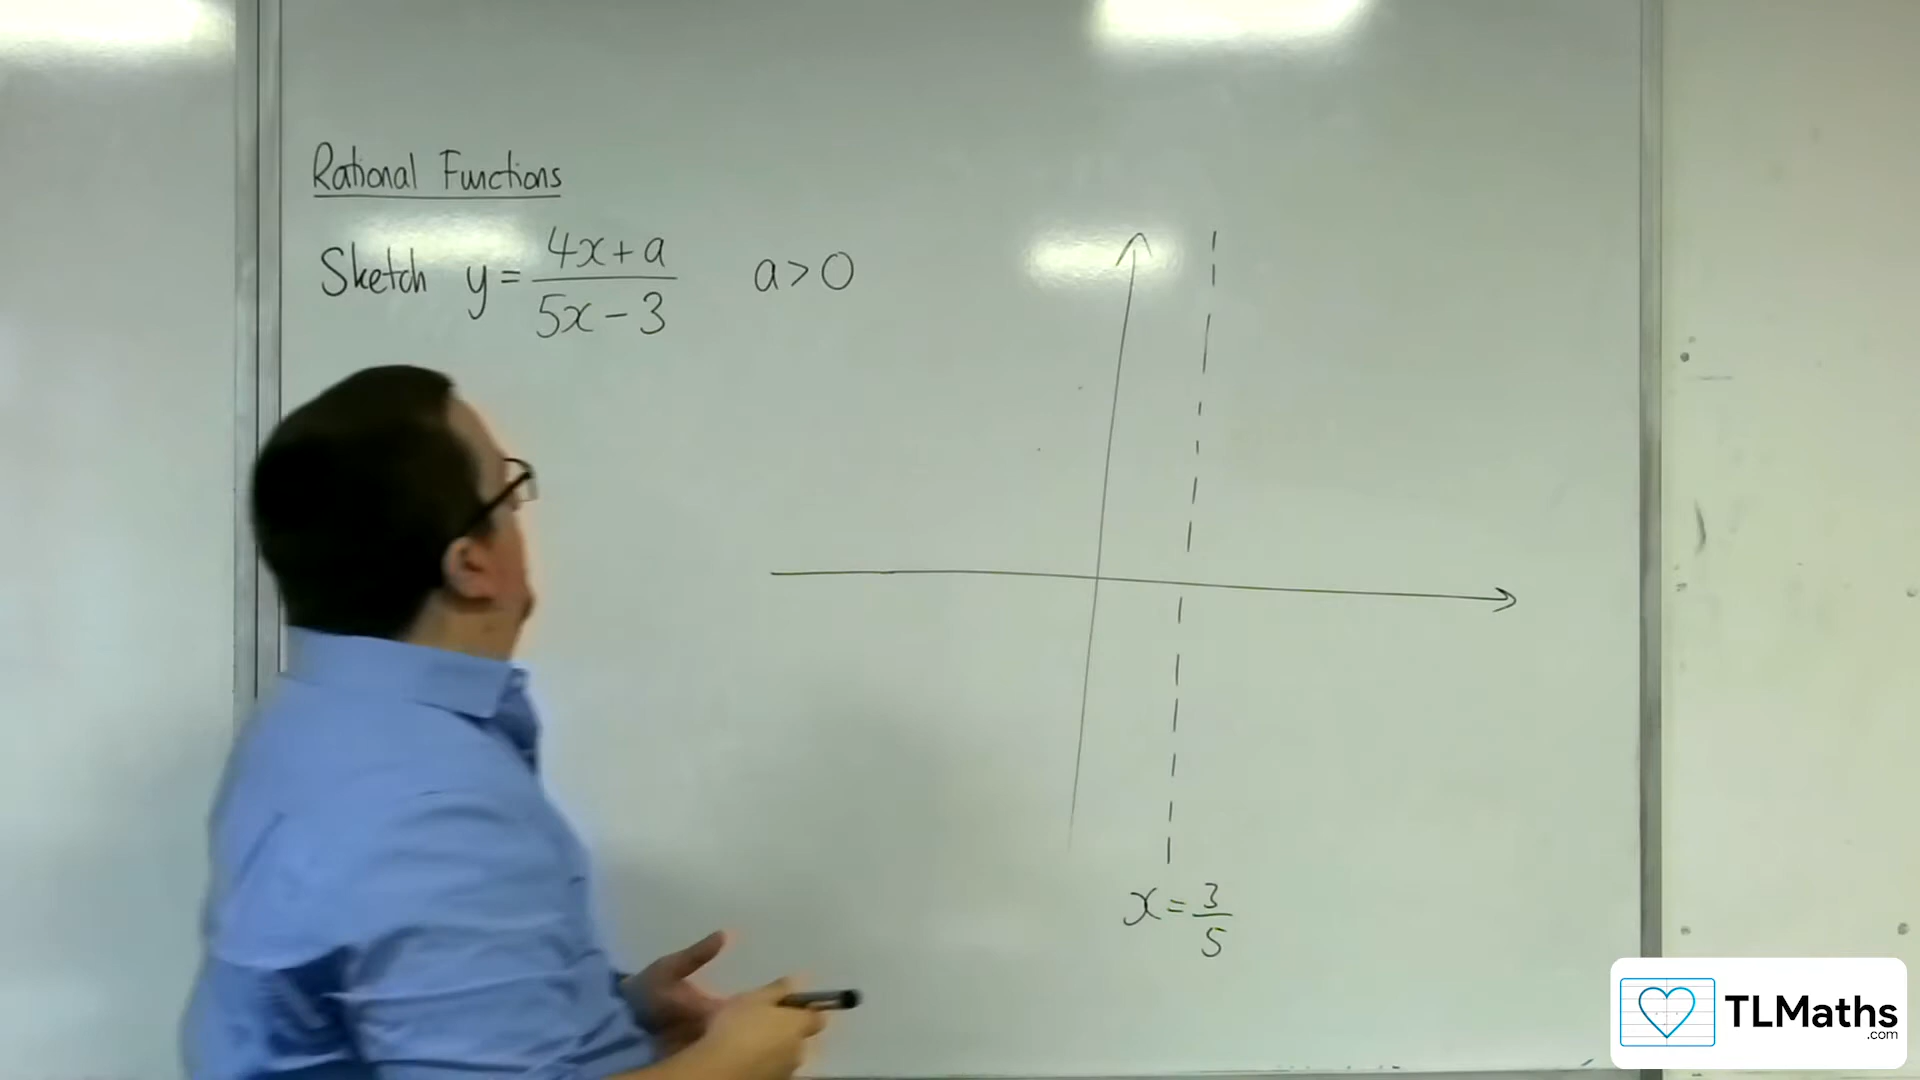 Rational Functions
Sketch y = (4x + a)/(5x - 3) a > 0
x = 3/5
TLMaths
.com